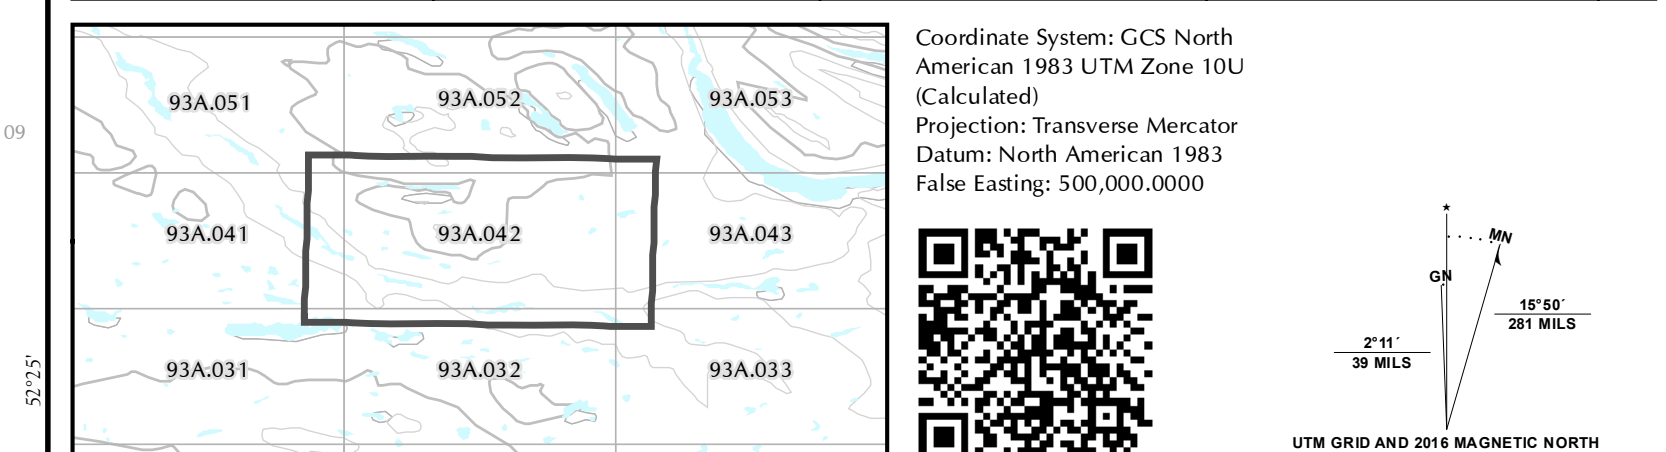 09
52°25'
93A.051
93A.052
93A.053
93A.041
93A.042
93A.043
93A.031
93A.032
93A.033
Coordinate System: GCS North
American 1983 UTM Zone 10U
(Calculated)
Projection: Transverse Mercator
Datum: North American 1983
False Easting: 500,000.0000
MN
GN
15°50´
281 MILS
2°11´
39 MILS
UTM GRID AND 2016 MAGNETIC NORTH